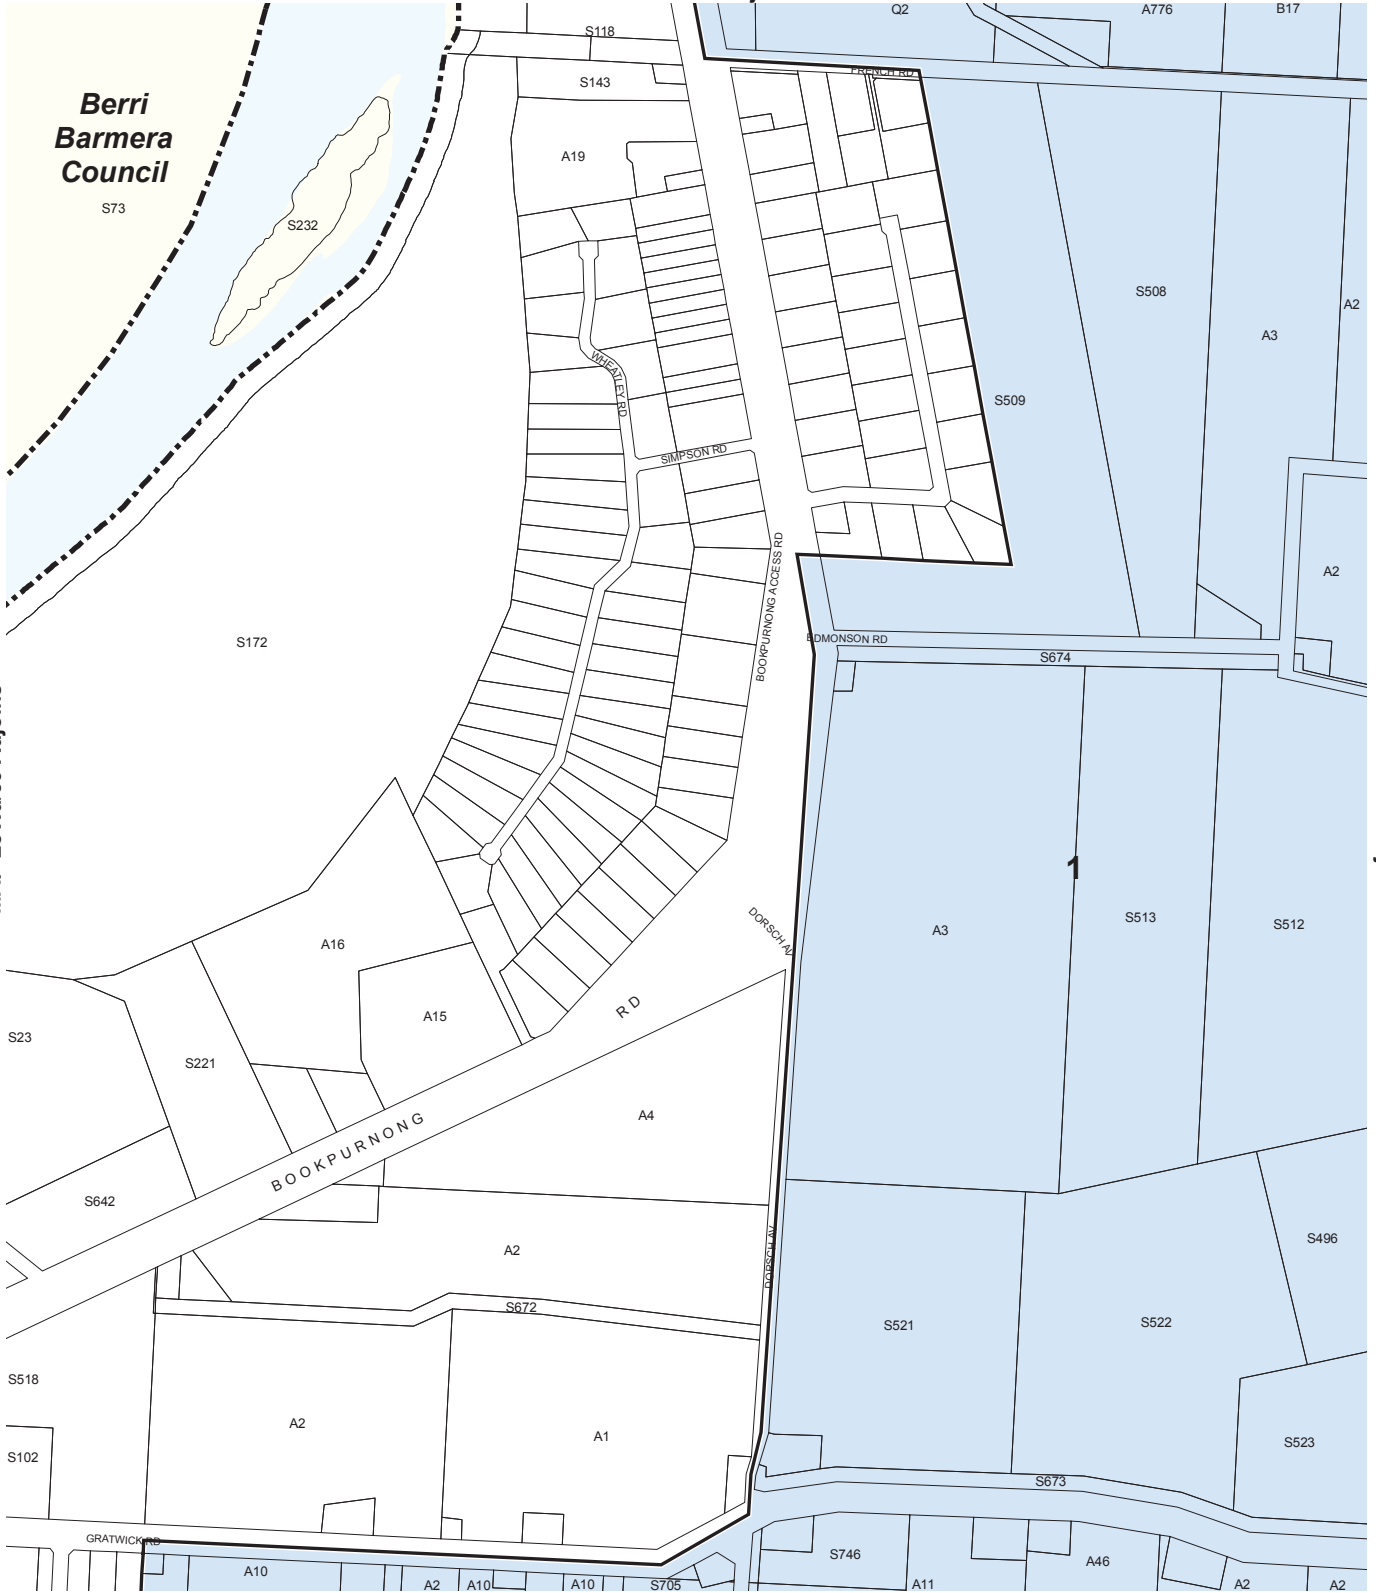 Q2
A776
B17
S118
FRENCH RD
S143
Berri
Barmera
Council
S73
A19
S232
S508
A2
A3
WHEATLEY RD
S509
SIMPSON RD
BOOKPURNONG ACCESS RD
A2
S172
EDMONSON RD
S674
1
A3
S513
S512
DORSCH AV
A16
A15
RD
S23
S221
A4
BOOKPURNONG
S642
A2
DORSCH AV
S496
S672
S521
S522
S518
A2
A1
S523
S102
S673
GRATWICK RD
S746
A46
A10
A2
A10
A10
S705
A11
A2
A2